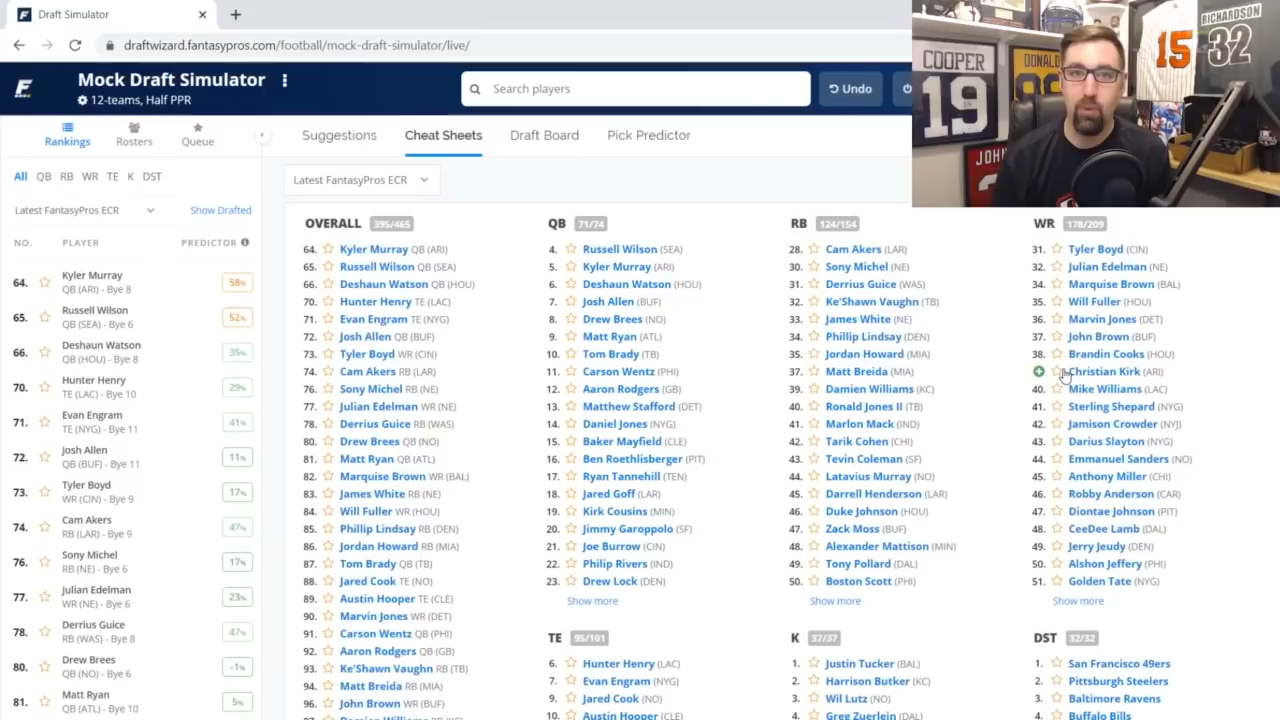 Draft Simulator
draftwizard.fantasypros.com/football/mock-draft-simulator/live/
Mock Draft Simulator
12-teams, Half PPR
Search players
Undo
Rankings
Rosters
Queue
All QB RB WR TE K DST
Latest FantasyPros ECR
Show Drafted
NO. PLAYER PREDICTOR
64. Kyler Murray 58%
QB (ARI) - Bye 8
65. Russell Wilson 52%
QB (SEA) - Bye 6
66. Deshaun Watson 35%
QB (HOU) - Bye 8
70. Hunter Henry 29%
TE (LAC) - Bye 10
71. Evan Engram 41%
TE (NYG) - Bye 11
72. Josh Allen 11%
QB (BUF) - Bye 11
73. Tyler Boyd 17%
WR (CIN) - Bye 9
74. Cam Akers 47%
RB (LAR) - Bye 9
76. Sony Michel 17%
RB (NE) - Bye 6
77. Julian Edelman 23%
WR (NE) - Bye 6
78. Derrius Guice 47%
RB (WAS) - Bye 8
80. Drew Brees <1%
QB (NO) - Bye 6
81. Matt Ryan 5%
QB (ATL) - Bye 10
Suggestions
Cheat Sheets
Draft Board
Pick Predictor
Latest FantasyPros ECR
OVERALL 395/465
64. Kyler Murray QB (ARI)
65. Russell Wilson QB (SEA)
66. Deshaun Watson QB (HOU)
70. Hunter Henry TE (LAC)
71. Evan Engram TE (NYG)
72. Josh Allen QB (BUF)
73. Tyler Boyd WR (CIN)
74. Cam Akers RB (LAR)
76. Sony Michel RB (NE)
77. Julian Edelman WR (NE)
78. Derrius Guice RB (WAS)
80. Drew Brees QB (NO)
81. Matt Ryan QB (ATL)
82. Marquise Brown WR (BAL)
83. James White RB (NE)
84. Will Fuller WR (HOU)
85. Phillip Lindsay RB (DEN)
86. Jordan Howard RB (MIA)
87. Tom Brady QB (TB)
88. Jared Cook TE (NO)
89. Austin Hooper TE (CLE)
90. Marvin Jones WR (DET)
91. Carson Wentz QB (PHI)
92. Aaron Rodgers QB (GB)
93. Ke'Shawn Vaughn RB (TB)
94. Matt Breida RB (MIA)
96. John Brown WR (BUF)
97. Damien Williams RB (KC)
QB 71/74
4. Russell Wilson (SEA)
5. Kyler Murray (ARI)
6. Deshaun Watson (HOU)
7. Josh Allen (BUF)
8. Drew Brees (NO)
9. Matt Ryan (ATL)
10. Tom Brady (TB)
11. Carson Wentz (PHI)
12. Aaron Rodgers (GB)
13. Matthew Stafford (DET)
14. Daniel Jones (NYG)
15. Baker Mayfield (CLE)
16. Ben Roethlisberger (PIT)
17. Ryan Tannehill (TEN)
18. Jared Goff (LAR)
19. Kirk Cousins (MIN)
20. Jimmy Garoppolo (SF)
21. Joe Burrow (CIN)
22. Philip Rivers (IND)
23. Drew Lock (DEN)
Show more
RB 124/154
28. Cam Akers (LAR)
30. Sony Michel (NE)
31. Derrius Guice (WAS)
32. Ke'Shawn Vaughn (TB)
33. James White (NE)
34. Phillip Lindsay (DEN)
35. Jordan Howard (MIA)
37. Matt Breida (MIA)
39. Damien Williams (KC)
40. Ronald Jones II (TB)
41. Marlon Mack (IND)
42. Tarik Cohen (CHI)
43. Tevin Coleman (SF)
44. Latavius Murray (NO)
45. Darrell Henderson (LAR)
46. Duke Johnson (HOU)
47. Zack Moss (BUF)
48. Alexander Mattison (MIN)
49. Tony Pollard (DAL)
50. Boston Scott (PHI)
Show more
WR 178/209
31. Tyler Boyd (CIN)
32. Julian Edelman (NE)
34. Marquise Brown (BAL)
35. Will Fuller (HOU)
36. Marvin Jones (DET)
37. John Brown (BUF)
38. Brandin Cooks (HOU)
Christian Kirk (ARI)
40. Mike Williams (LAC)
41. Sterling Shepard (NYG)
42. Jamison Crowder (NYJ)
43. Darius Slayton (NYG)
44. Emmanuel Sanders (NO)
45. Anthony Miller (CHI)
46. Robby Anderson (CAR)
47. Diontae Johnson (PIT)
48. CeeDee Lamb (DAL)
49. Jerry Jeudy (DEN)
50. Alshon Jeffery (PHI)
51. Golden Tate (NYG)
Show more
TE 95/101
6. Hunter Henry (LAC)
7. Evan Engram (NYG)
9. Jared Cook (NO)
10. Austin Hooper (CLE)
K 37/37
1. Justin Tucker (BAL)
2. Harrison Butker (KC)
3. Wil Lutz (NO)
4. Greg Zuerlein (DAL)
DST 32/32
1. San Francisco 49ers
2. Pittsburgh Steelers
3. Baltimore Ravens
4. Buffalo Bills
COOPER
19
DONALD
JOHN
15
RICHARDSON
32